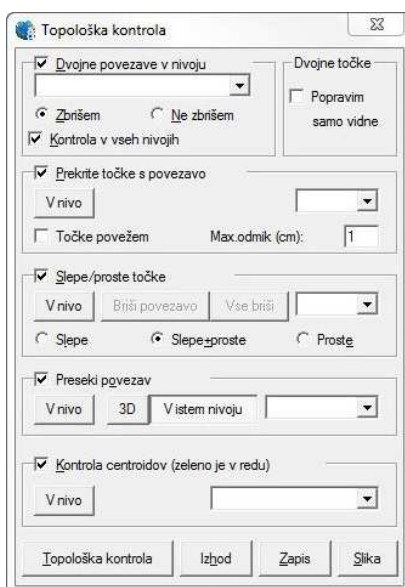 Topološka kontrola
Dvojne povezave v nivoju
Zbrišem Ne zbrišem
Kontrola v vseh nivojih
Dvojne točke
Popravim
samo vidne
Prekrite točke s povezavo
V nivo
Točke povežem Max.odmik (cm): 1
Slepe/proste točke
V nivo Briši povezavo Vse briši
Slepe Slepe+proste Proste
Preseki povezav
V nivo 3D V istem nivoju
Kontrola centroidov (zeleno je v redu)
V nivo
Topološka kontrola Izhod Zapis Slika